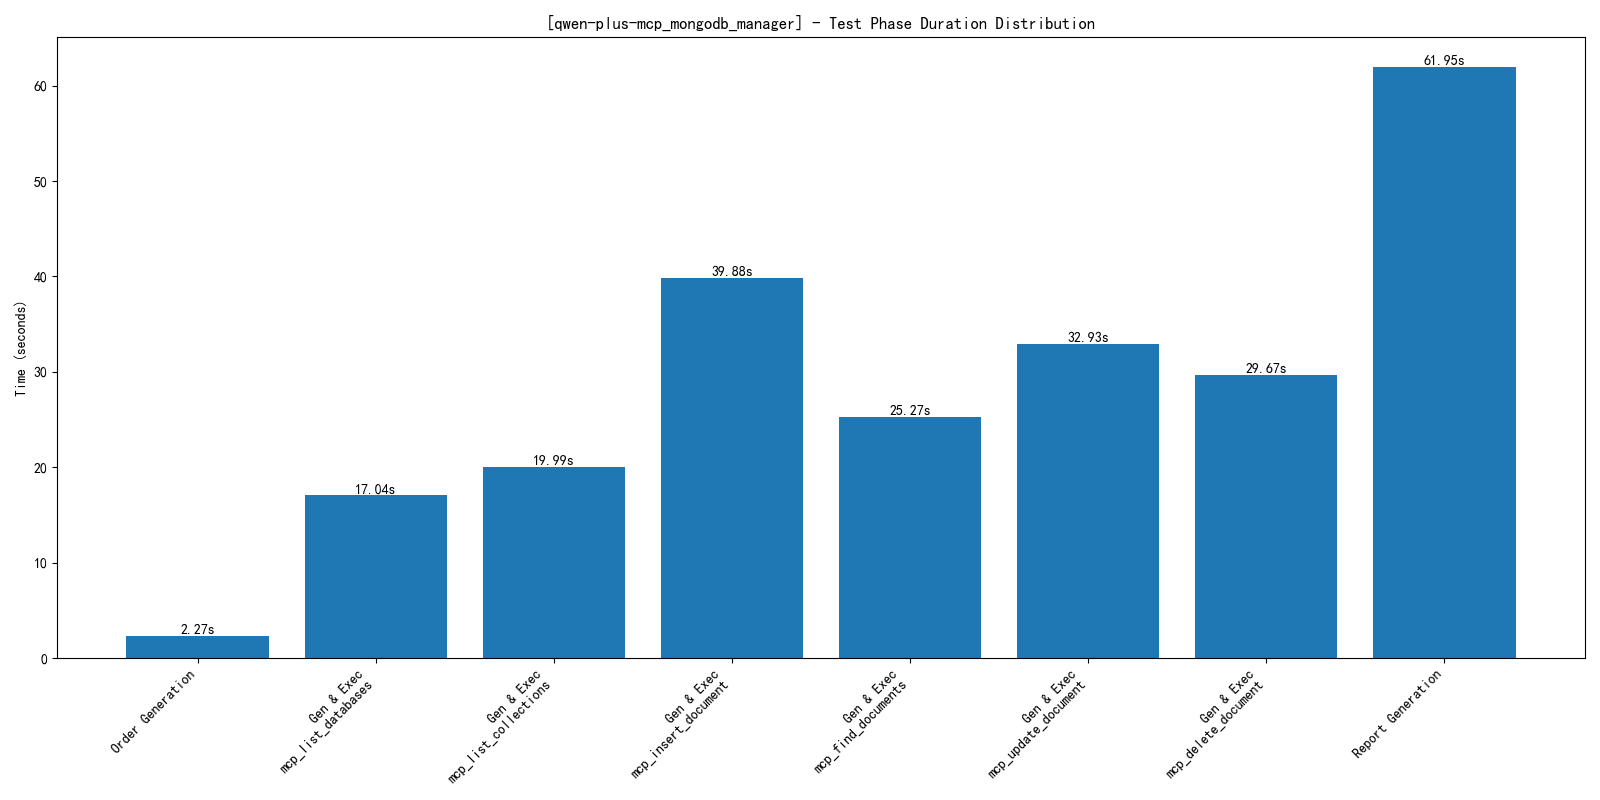 [qwen-plus-mcp_mongodb_manager] - Test Phase Duration Distribution
Time (seconds)
60
50
40
30
20
10
0
2.27s
17.04s
19.99s
39.88s
25.27s
32.93s
29.67s
61.95s
Order Generation
Gen & Exec
mcp_list_databases
Gen & Exec
mcp_list_collections
Gen & Exec
mcp_insert_document
Gen & Exec
mcp_find_documents
Gen & Exec
mcp_update_document
Gen & Exec
mcp_delete_document
Report Generation